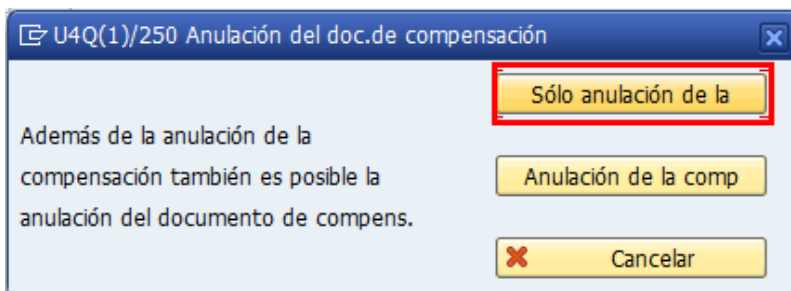 U4Q(1)/250 Anulación del doc.de compensación
Sólo anulación de la
Además de la anulación de la
compensación también es posible la
anulación del documento de compens.
Anulación de la comp
Cancelar